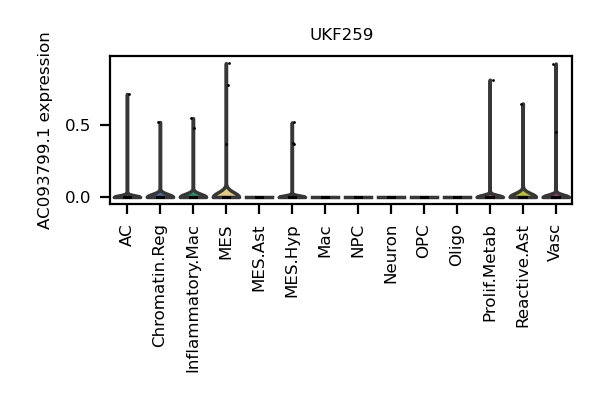 UKF259
AC093799.1 expression
0.5
0.0
AC
Chromatin.Reg
Inflammatory.Mac
MES
MES.Ast
MES.Hyp
Mac
NPC
Neuron
OPC
Oligo
Prolif.Metab
Reactive.Ast
Vasc